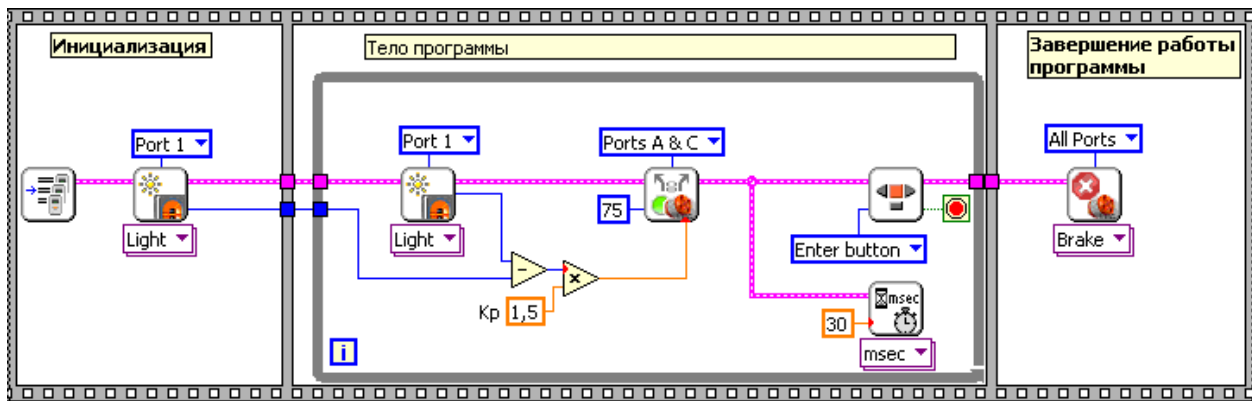 Инициализация
Port 1
Light
Тело программы
Port 1
Light
Kp 1,5
Ports A & C
75
Enter button
msec
30
msec
i
Завершение работы
программы
All Ports
Brake